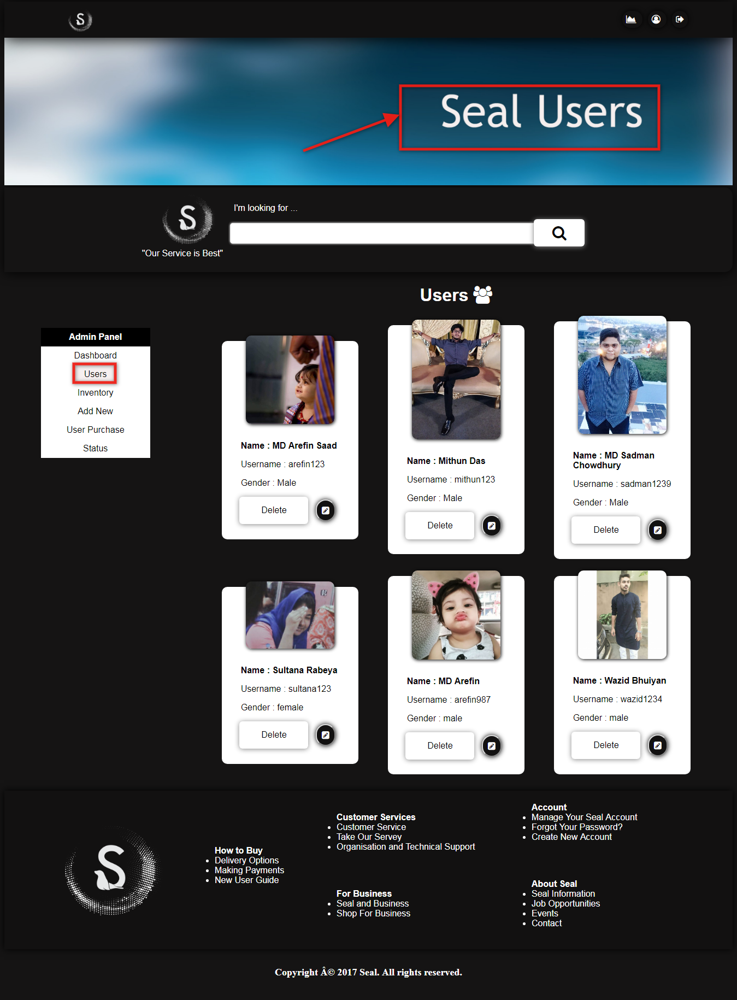 S
Seal Users
I'm looking for ...
S
"Our Service is Best"
Users
Admin Panel
Dashboard
Users
Inventory
Add New
User Purchase
Status
Name : MD Arefin Saad
Username : arefin123
Gender : Male
Delete
Name : Mithun Das
Username : mithun123
Gender : Male
Delete
Name : MD Sadman
Chowdhury
Username : sadman1239
Gender : Male
Delete
Name : Sultana Rabeya
Username : sultana123
Gender : female
Delete
Name : MD Arefin
Username : arefin987
Gender : male
Delete
Name : Wazid Bhuiyan
Username : wazid1234
Gender : male
Delete
S
How to Buy
Delivery Options
Making Payments
New User Guide
Customer Services
Customer Service
Take Our Servey
Organisation and Technical Support
For Business
Seal and Business
Shop For Business
Account
Manage Your Seal Account
Forgot Your Password?
Create New Account
About Seal
Seal Information
Job Opportunities
Events
Contact
Copyright Â© 2017 Seal. All rights reserved.